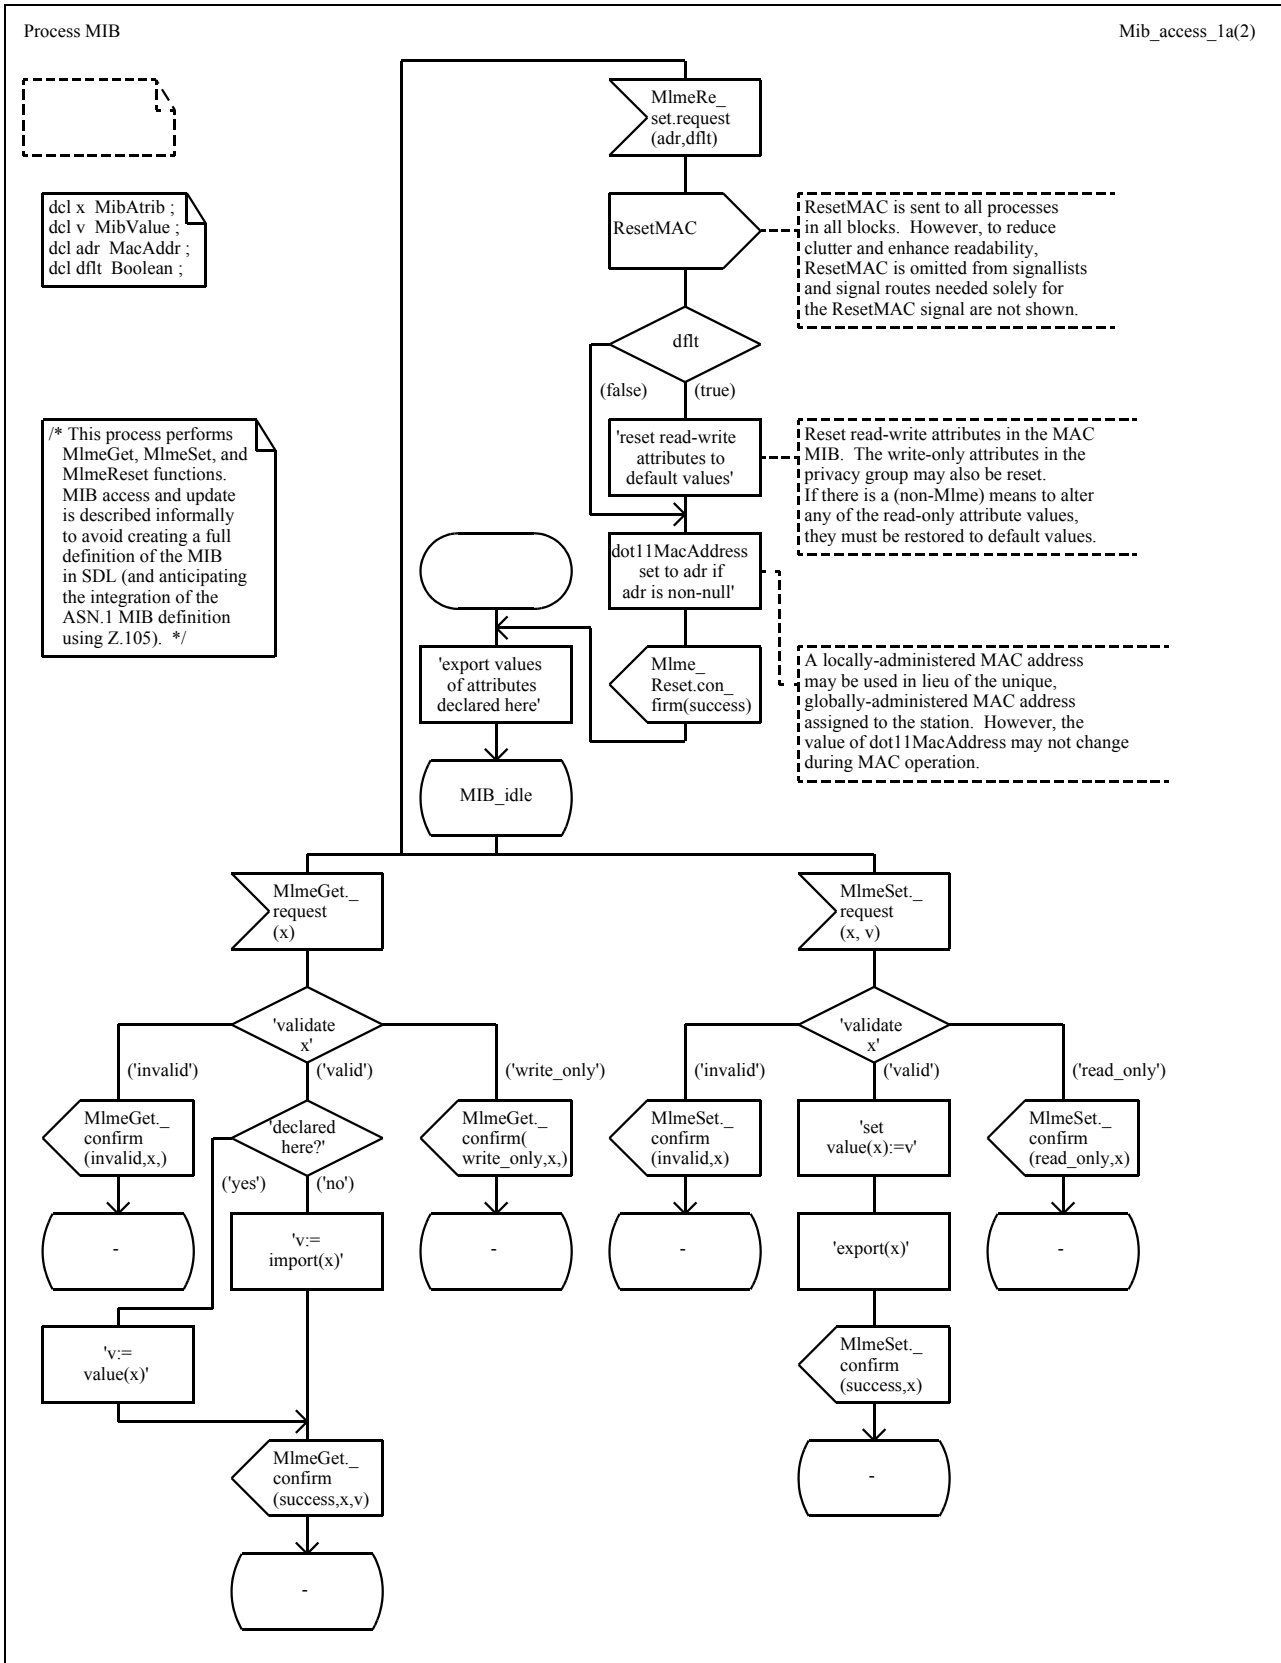 Process MIB
Mib_access_1a(2)
MlmeRe_
set.request
(adr,dflt)
dcl x  MibAtrib ;
dcl v  MibValue ;
dcl adr  MacAddr ;
dcl dflt  Boolean ;
ResetMAC
ResetMAC is sent to all processes
in all blocks.  However, to reduce
clutter and enhance readability,
ResetMAC is omitted from signallists
and signal routes needed solely for
the ResetMAC signal are not shown.
dflt
(false)
(true)
/* This process performs
MlmeGet, MlmeSet, and
MlmeReset functions.
MIB access and update
is described informally
to avoid creating a full
definition of the MIB
in SDL (and anticipating
the integration of the
ASN.1 MIB definition
using Z.105).  */
'reset read-write
attributes to
default values'
Reset read-write attributes in the MAC
MIB.  The write-only attributes in the
privacy group may also be reset.
If there is a (non-Mlme) means to alter
any of the read-only attribute values,
they must be restored to default values.
dot11MacAddress
set to adr if
adr is non-null'
'export values
of attributes
declared here'
Mlme_
Reset.con_
firm(success)
A locally-administered MAC address
may be used in lieu of the unique,
globally-administered MAC address
assigned to the station.  However, the
value of dot11MacAddress may not change
during MAC operation.
MIB_idle
MlmeGet._
request
(x)
MlmeSet._
request
(x, v)
'validate
x'
'validate
x'
('invalid')
('valid')
('write_only')
('invalid')
('valid')
('read_only')
MlmeGet._
confirm
(invalid,x,)
'declared
here?'
MlmeGet._
confirm(
write_only,x,)
MlmeSet._
confirm
(invalid,x)
'set
value(x):=v'
MlmeSet._
confirm
(read_only,x)
('yes')
('no')
-
'v:=
import(x)'
-
-
'export(x)'
-
'v:=
value(x)'
MlmeSet._
confirm
(success,x)
MlmeGet._
confirm
(success,x,v)
-
-